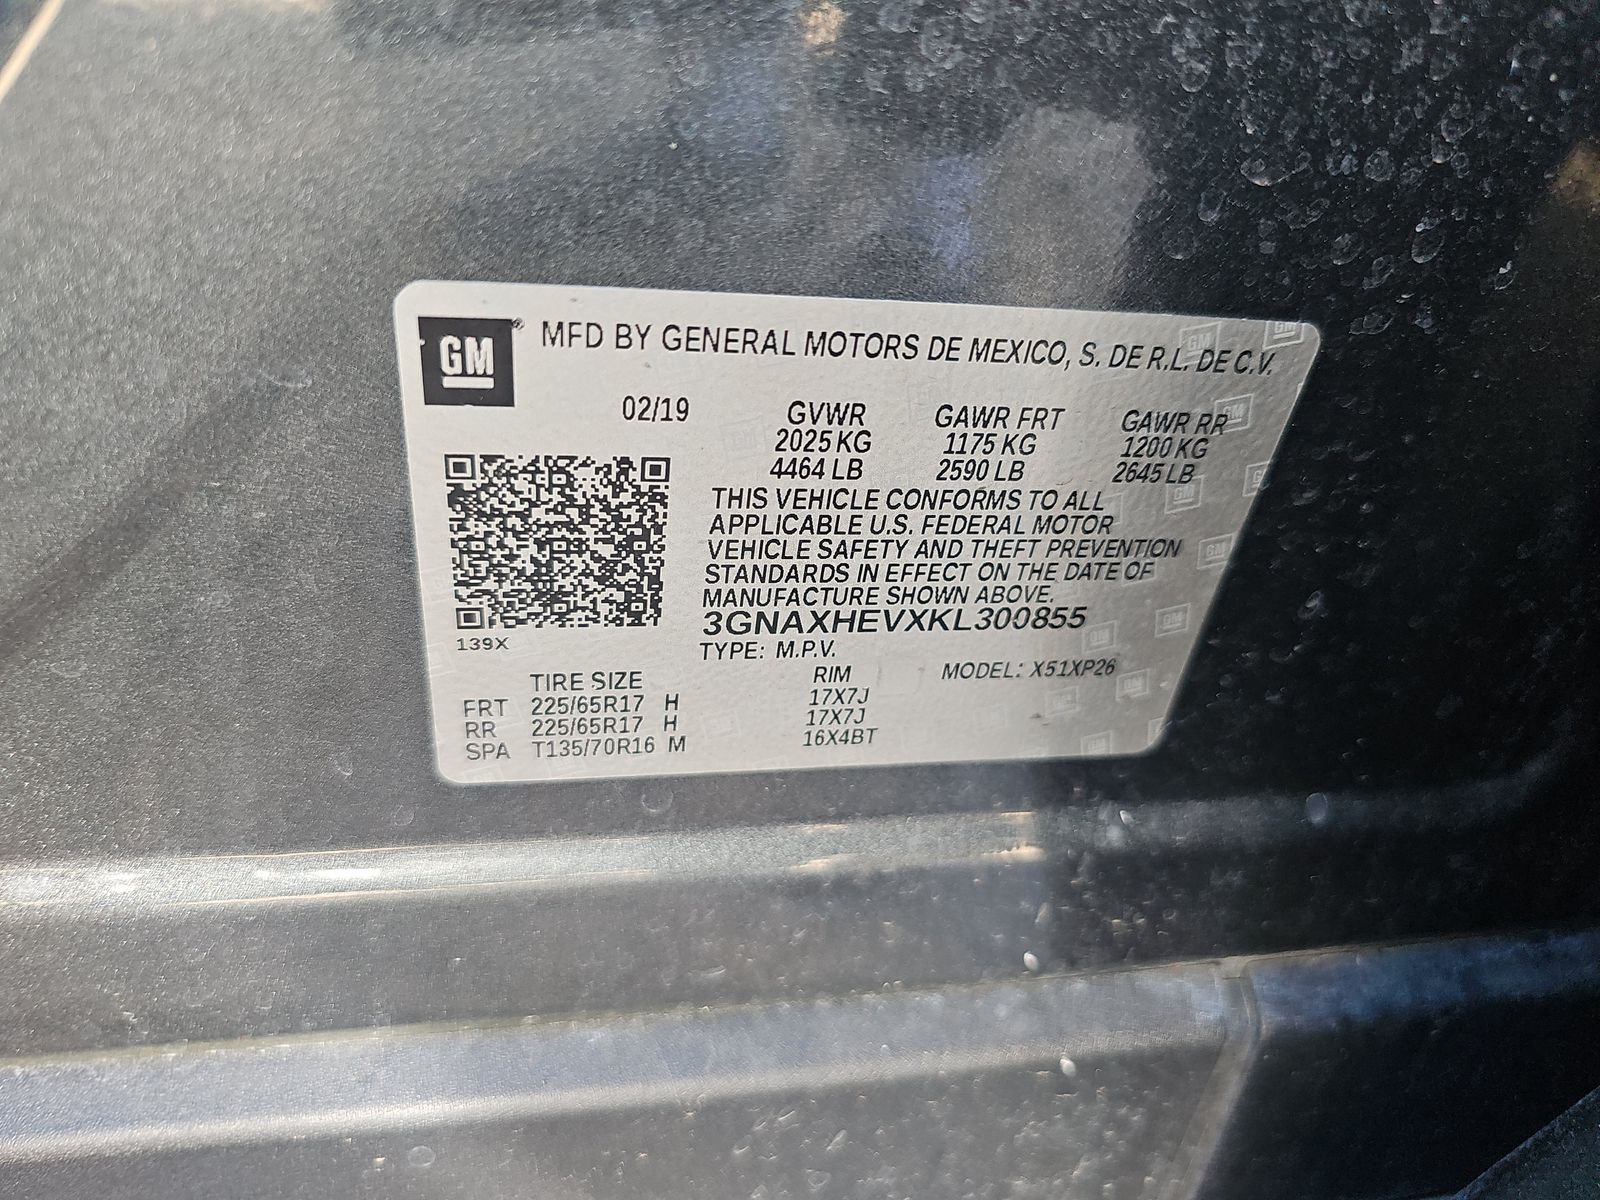 GM® MFD BY GENERAL MOTORS DE MEXICO, S. DE R.L. DE C.V.
02/19 GVWR GAWR FRT GAWR RR
2025 KG 1175 KG 1200 KG
4464 LB 2590 LB 2645 LB
THIS VEHICLE CONFORMS TO ALL
APPLICABLE U.S. FEDERAL MOTOR
VEHICLE SAFETY AND THEFT PREVENTION
STANDARDS IN EFFECT ON THE DATE OF
MANUFACTURE SHOWN ABOVE.
3GNAXHEVXKL300855
139X
TYPE: M.P.V.
TIRE SIZE RIM MODEL: X51XP26
FRT 225/65R17 H 17X7J
RR 225/65R17 H 17X7J
SPA T135/70R16 M 16X4BT